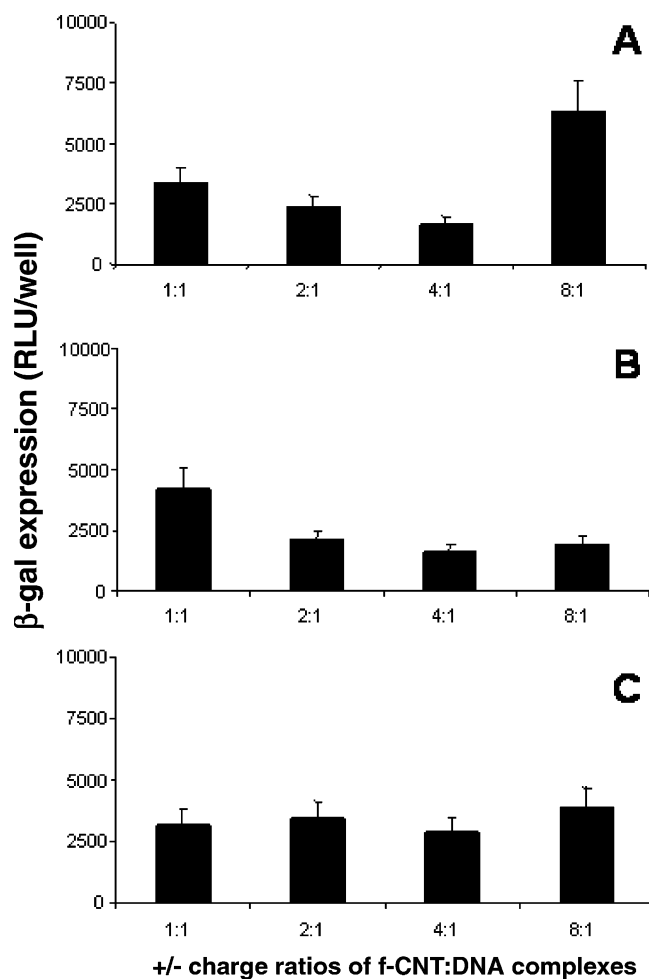 β-gal expression (RLU/well)
A
10000
7500
5000
2500
0
1:1 2:1 4:1 8:1
B
10000
7500
5000
2500
0
1:1 2:1 4:1 8:1
C
10000
7500
5000
2500
0
1:1 2:1 4:1 8:1
+/- charge ratios of f-CNT:DNA complexes